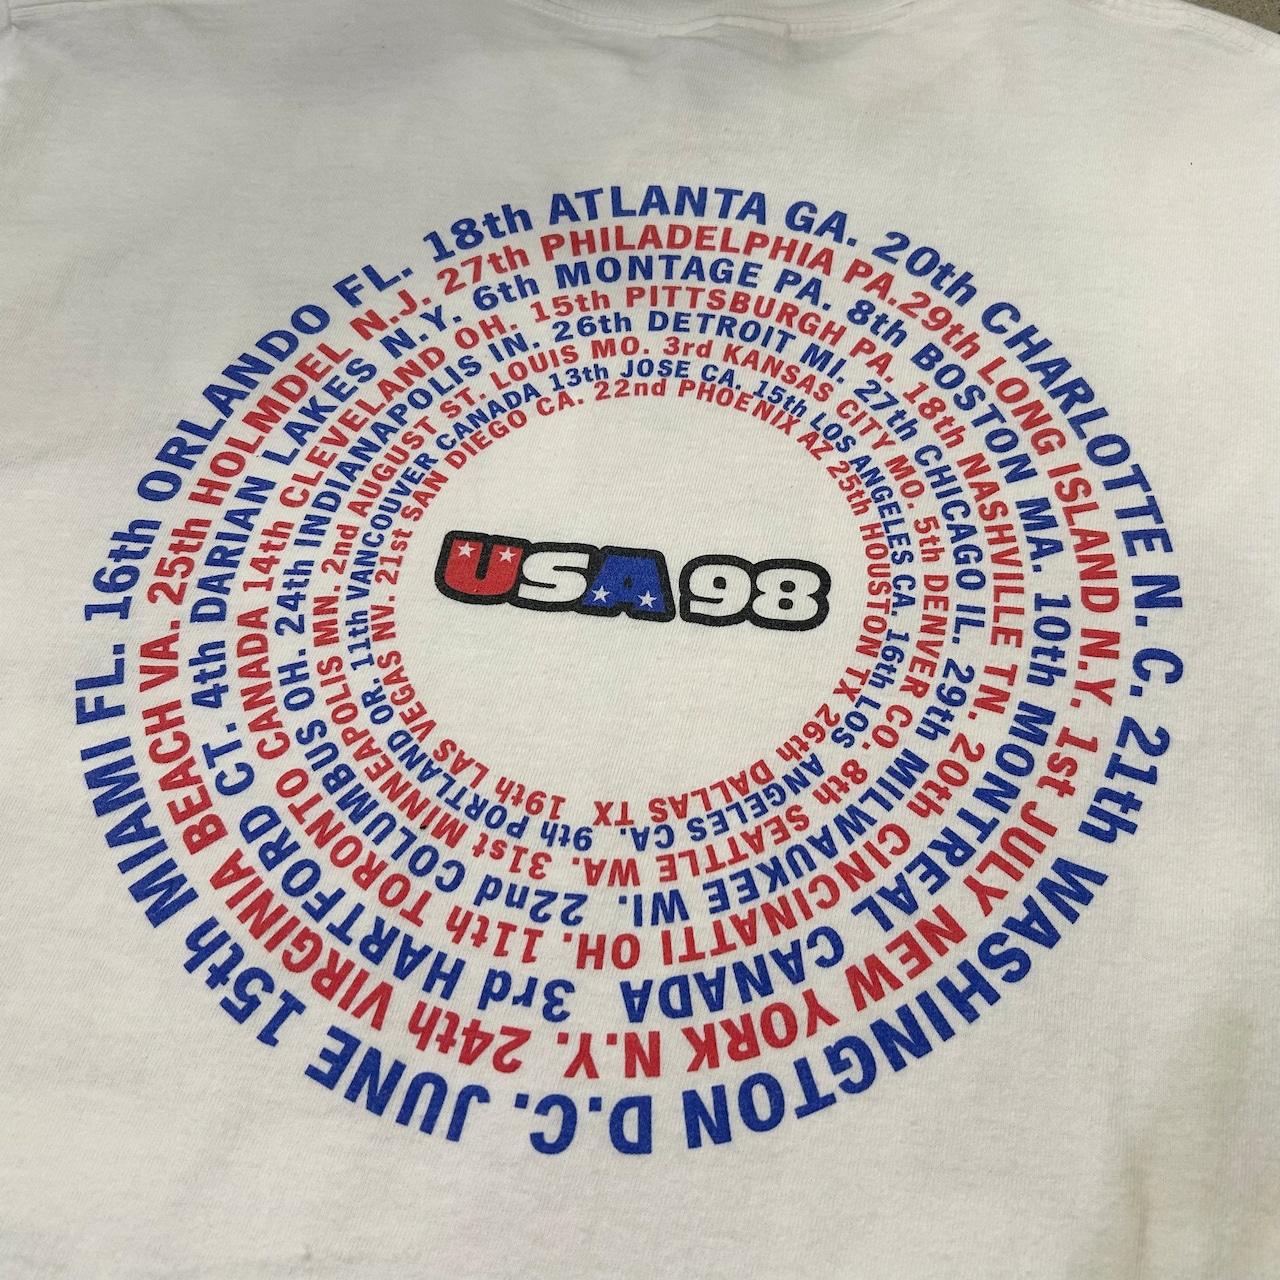 JUNE 15th MIAMI FL. 16th ORLANDO FL. 18th ATLANTA GA. 20th CHARLOTTE N.C. 21th WASHINGTON D.C.
24th VIRGINIA BEACH VA. 25th HOLMDEL N.J. 27th PHILADELPHIA PA. 29th LONG ISLAND N.Y. 1st JULY NEW YORK N.Y.
3rd HARTFORD CT. 4th DARIAN LAKES N.Y. 6th MONTAGE PA. 8th BOSTON MA. 10th MONTREAL CANADA
11th TORONTO CANADA 14th CLEVELAND OH. 15th PITTSBURGH PA. 18th NASHVILLE TN. 20th CINCINATTI OH.
22nd COLUMBUS OH. 24th INDIANAPOLIS IN. 26th DETROIT MI. 27th CHICAGO IL. 29th MILWAUKEE WI.
31st MINNEAPOLIS MN. 2nd AUGUST ST. LOUIS MO. 3rd KANSAS CITY MO. 5th DENVER CO. 8th SEATTLE WA.
9th PORTLAND OR. 11th VANCOUVER CANADA 13th JOSE CA. 15th LOS ANGELES CA. 16th LOS ANGELES CA.
19th LAS VEGAS NV. 21st SAN DIEGO CA. 22nd PHOENIX AZ 25th HOUSTON TX 26th DALLAS TX
USA 98